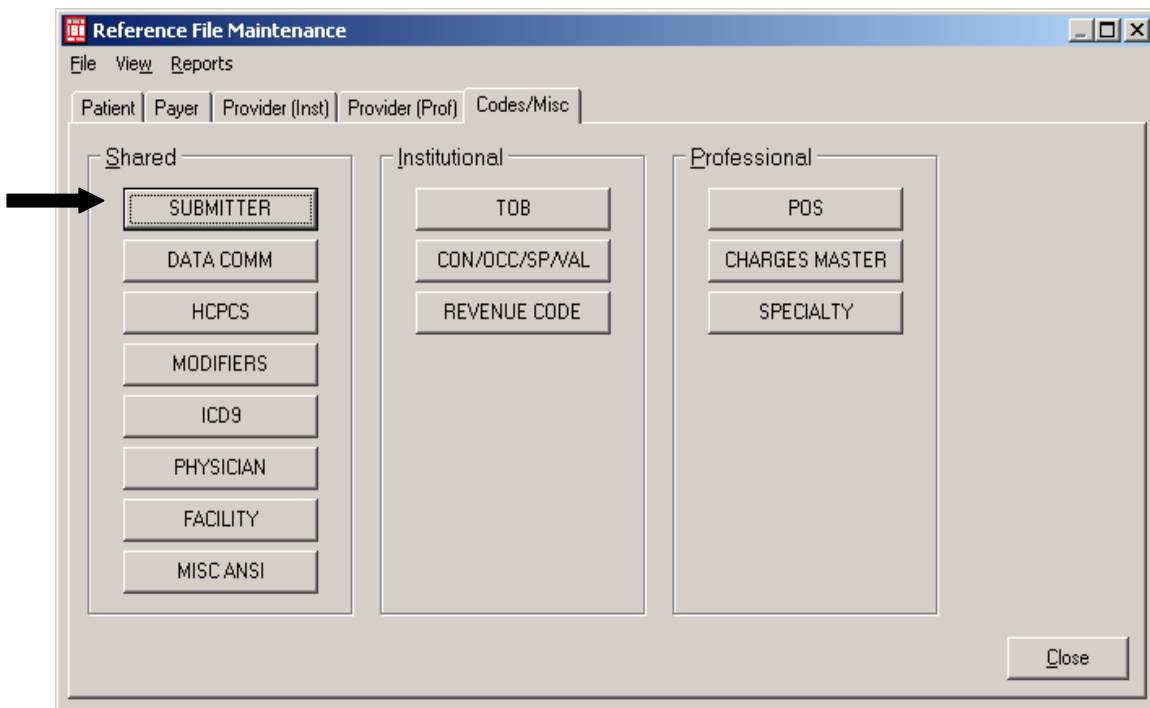 Reference File Maintenance
File View Reports
Patient Payer Provider (Inst) Provider (Prof) Codes/Misc
Shared
SUBMITTER
DATA COMM
HCPCS
MODIFIERS
ICD9
PHYSICIAN
FACILITY
MISC ANSI
Institutional
TOB
CON/OCC/SP/VAL
REVENUE CODE
Professional
POS
CHARGES MASTER
SPECIALTY
Close